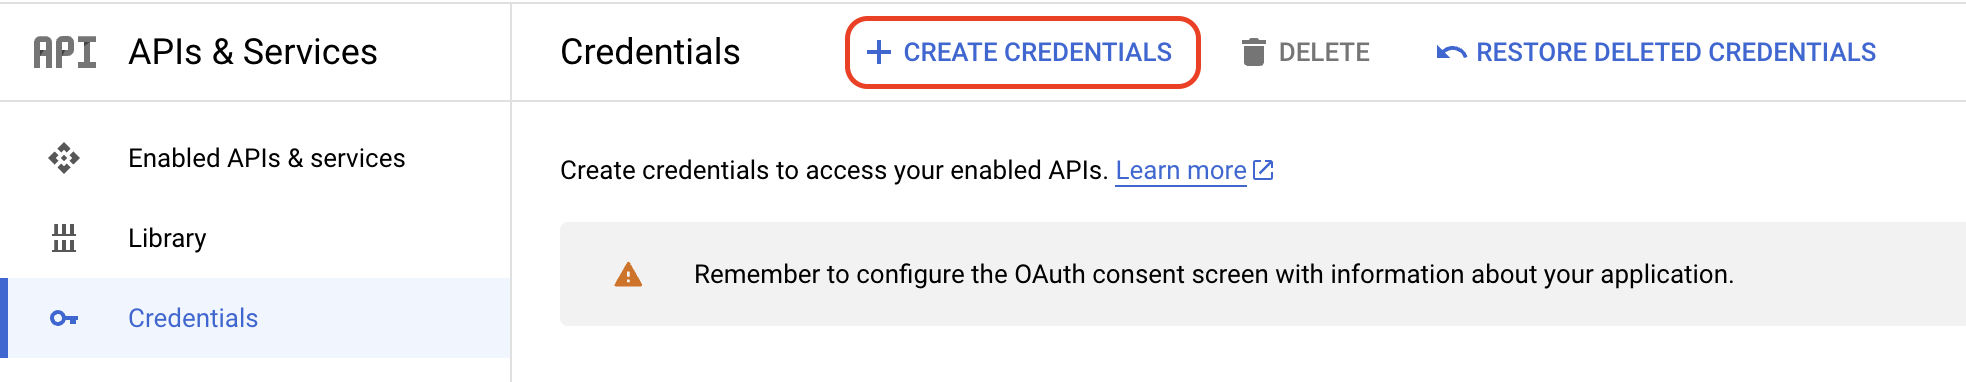 API APIs & Services
Credentials
+ CREATE CREDENTIALS
DELETE
RESTORE DELETED CREDENTIALS
Enabled APIs & services
Library
Credentials
Create credentials to access your enabled APIs. Learn more
Remember to configure the OAuth consent screen with information about your application.